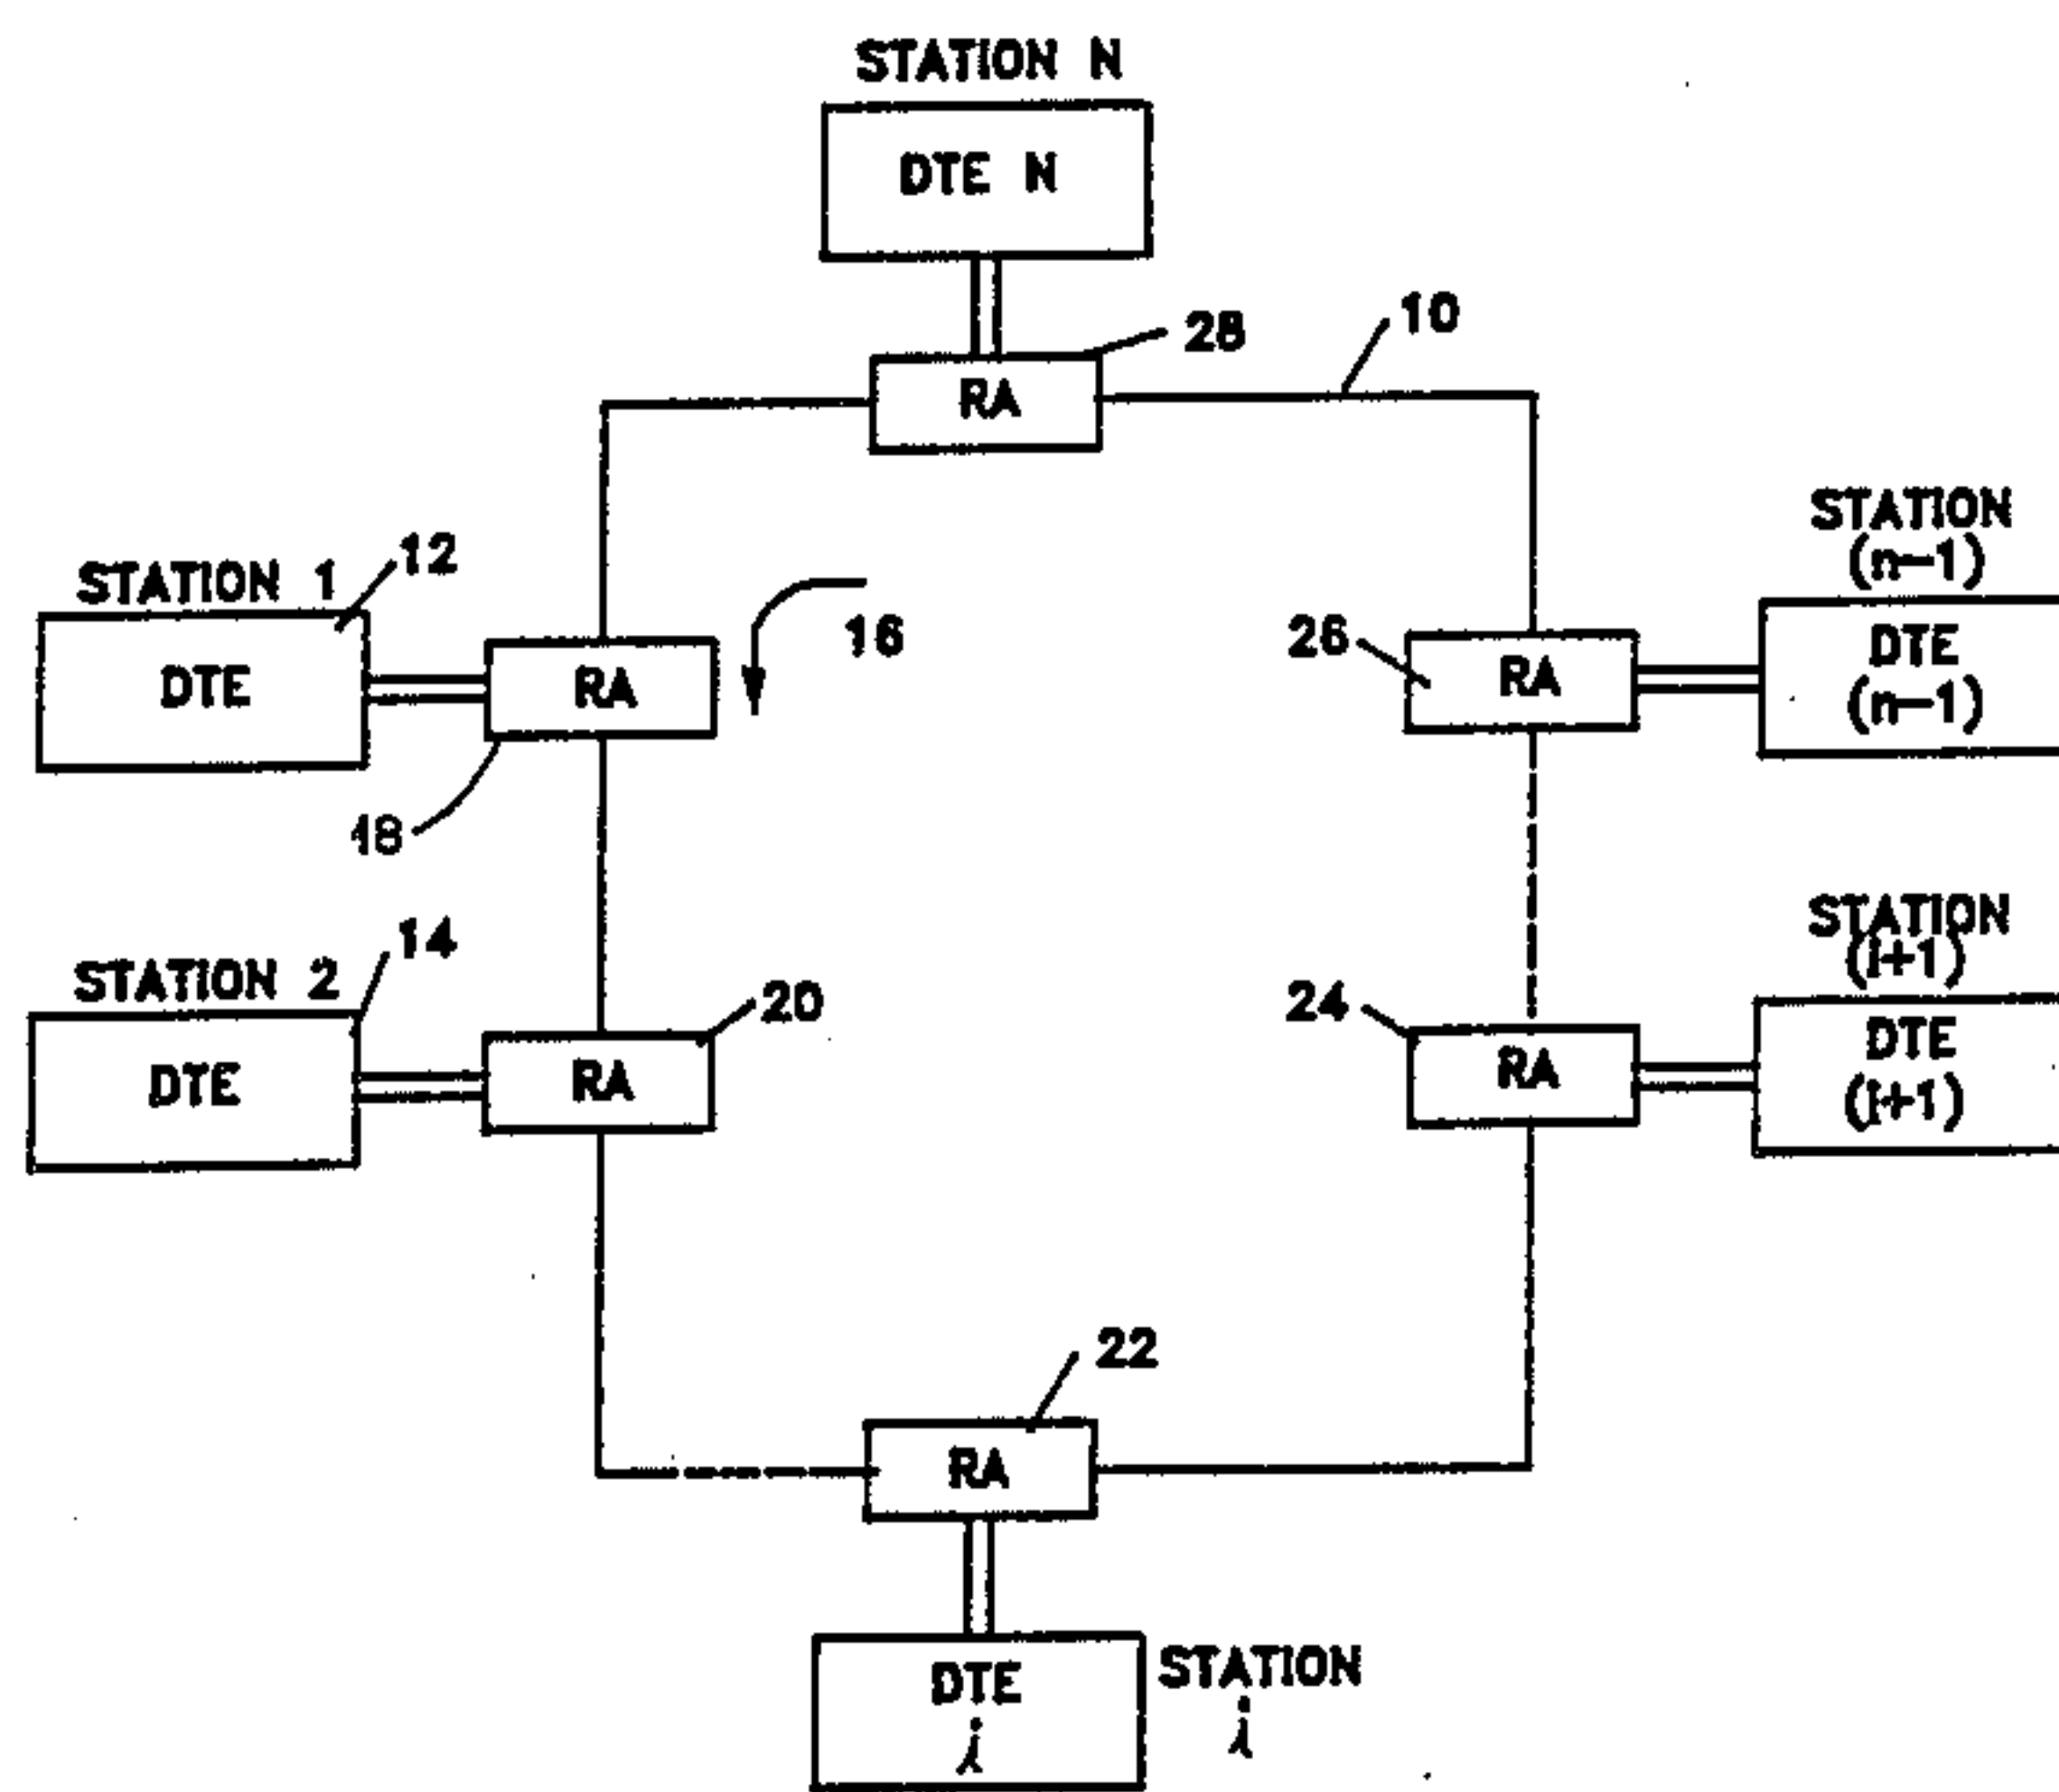 STATION N
DTE N
28
10
RA
STATION 1
12
DTE
RA
16
18
STATION
(n-1)
26
RA
DTE
(n-1)
STATION 2
14
DTE
20
RA
STATION
(i+1)
24
RA
DTE
(i+1)
22
RA
DTE
i
STATION
i